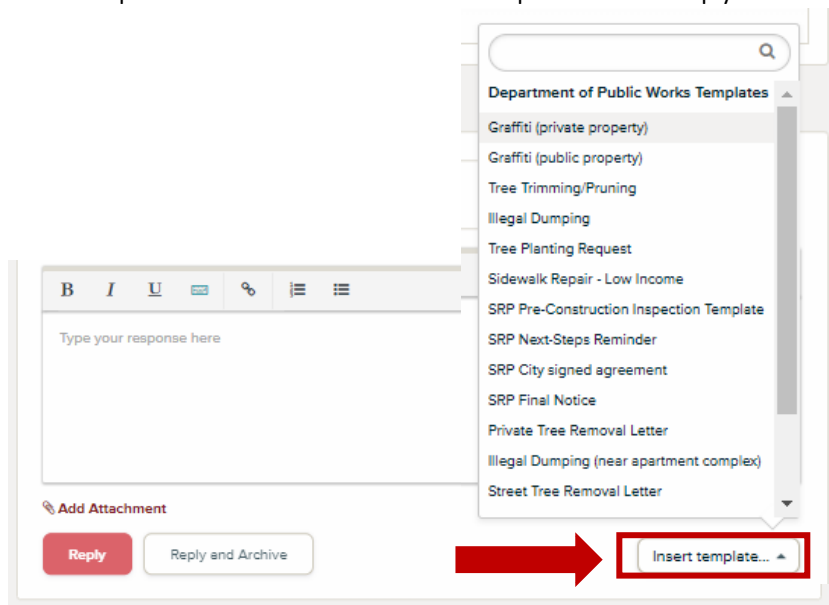 Department of Public Works Templates
Graffiti (private property)
Graffiti (public property)
Tree Trimming/Pruning
Illegal Dumping
Tree Planting Request
Sidewalk Repair - Low Income
SRP Pre-Construction Inspection Template
SRP Next-Steps Reminder
SRP City signed agreement
SRP Final Notice
Private Tree Removal Letter
Illegal Dumping (near apartment complex)
Street Tree Removal Letter
B I U
Type your response here
Add Attachment
Reply
Reply and Archive
Insert template...